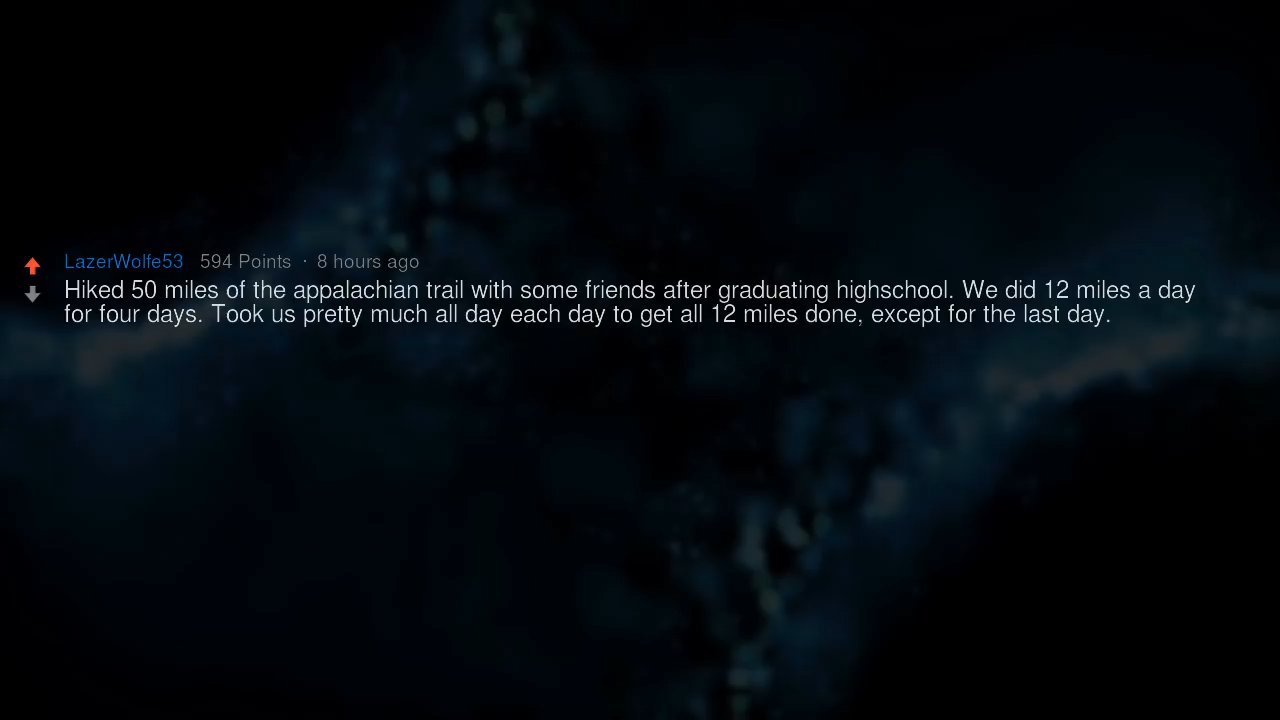 LazerWolfe53 594 Points · 8 hours ago
Hiked 50 miles of the appalachian trail with some friends after graduating highschool. We did 12 miles a day
for four days. Took us pretty much all day each day to get all 12 miles done, except for the last day.